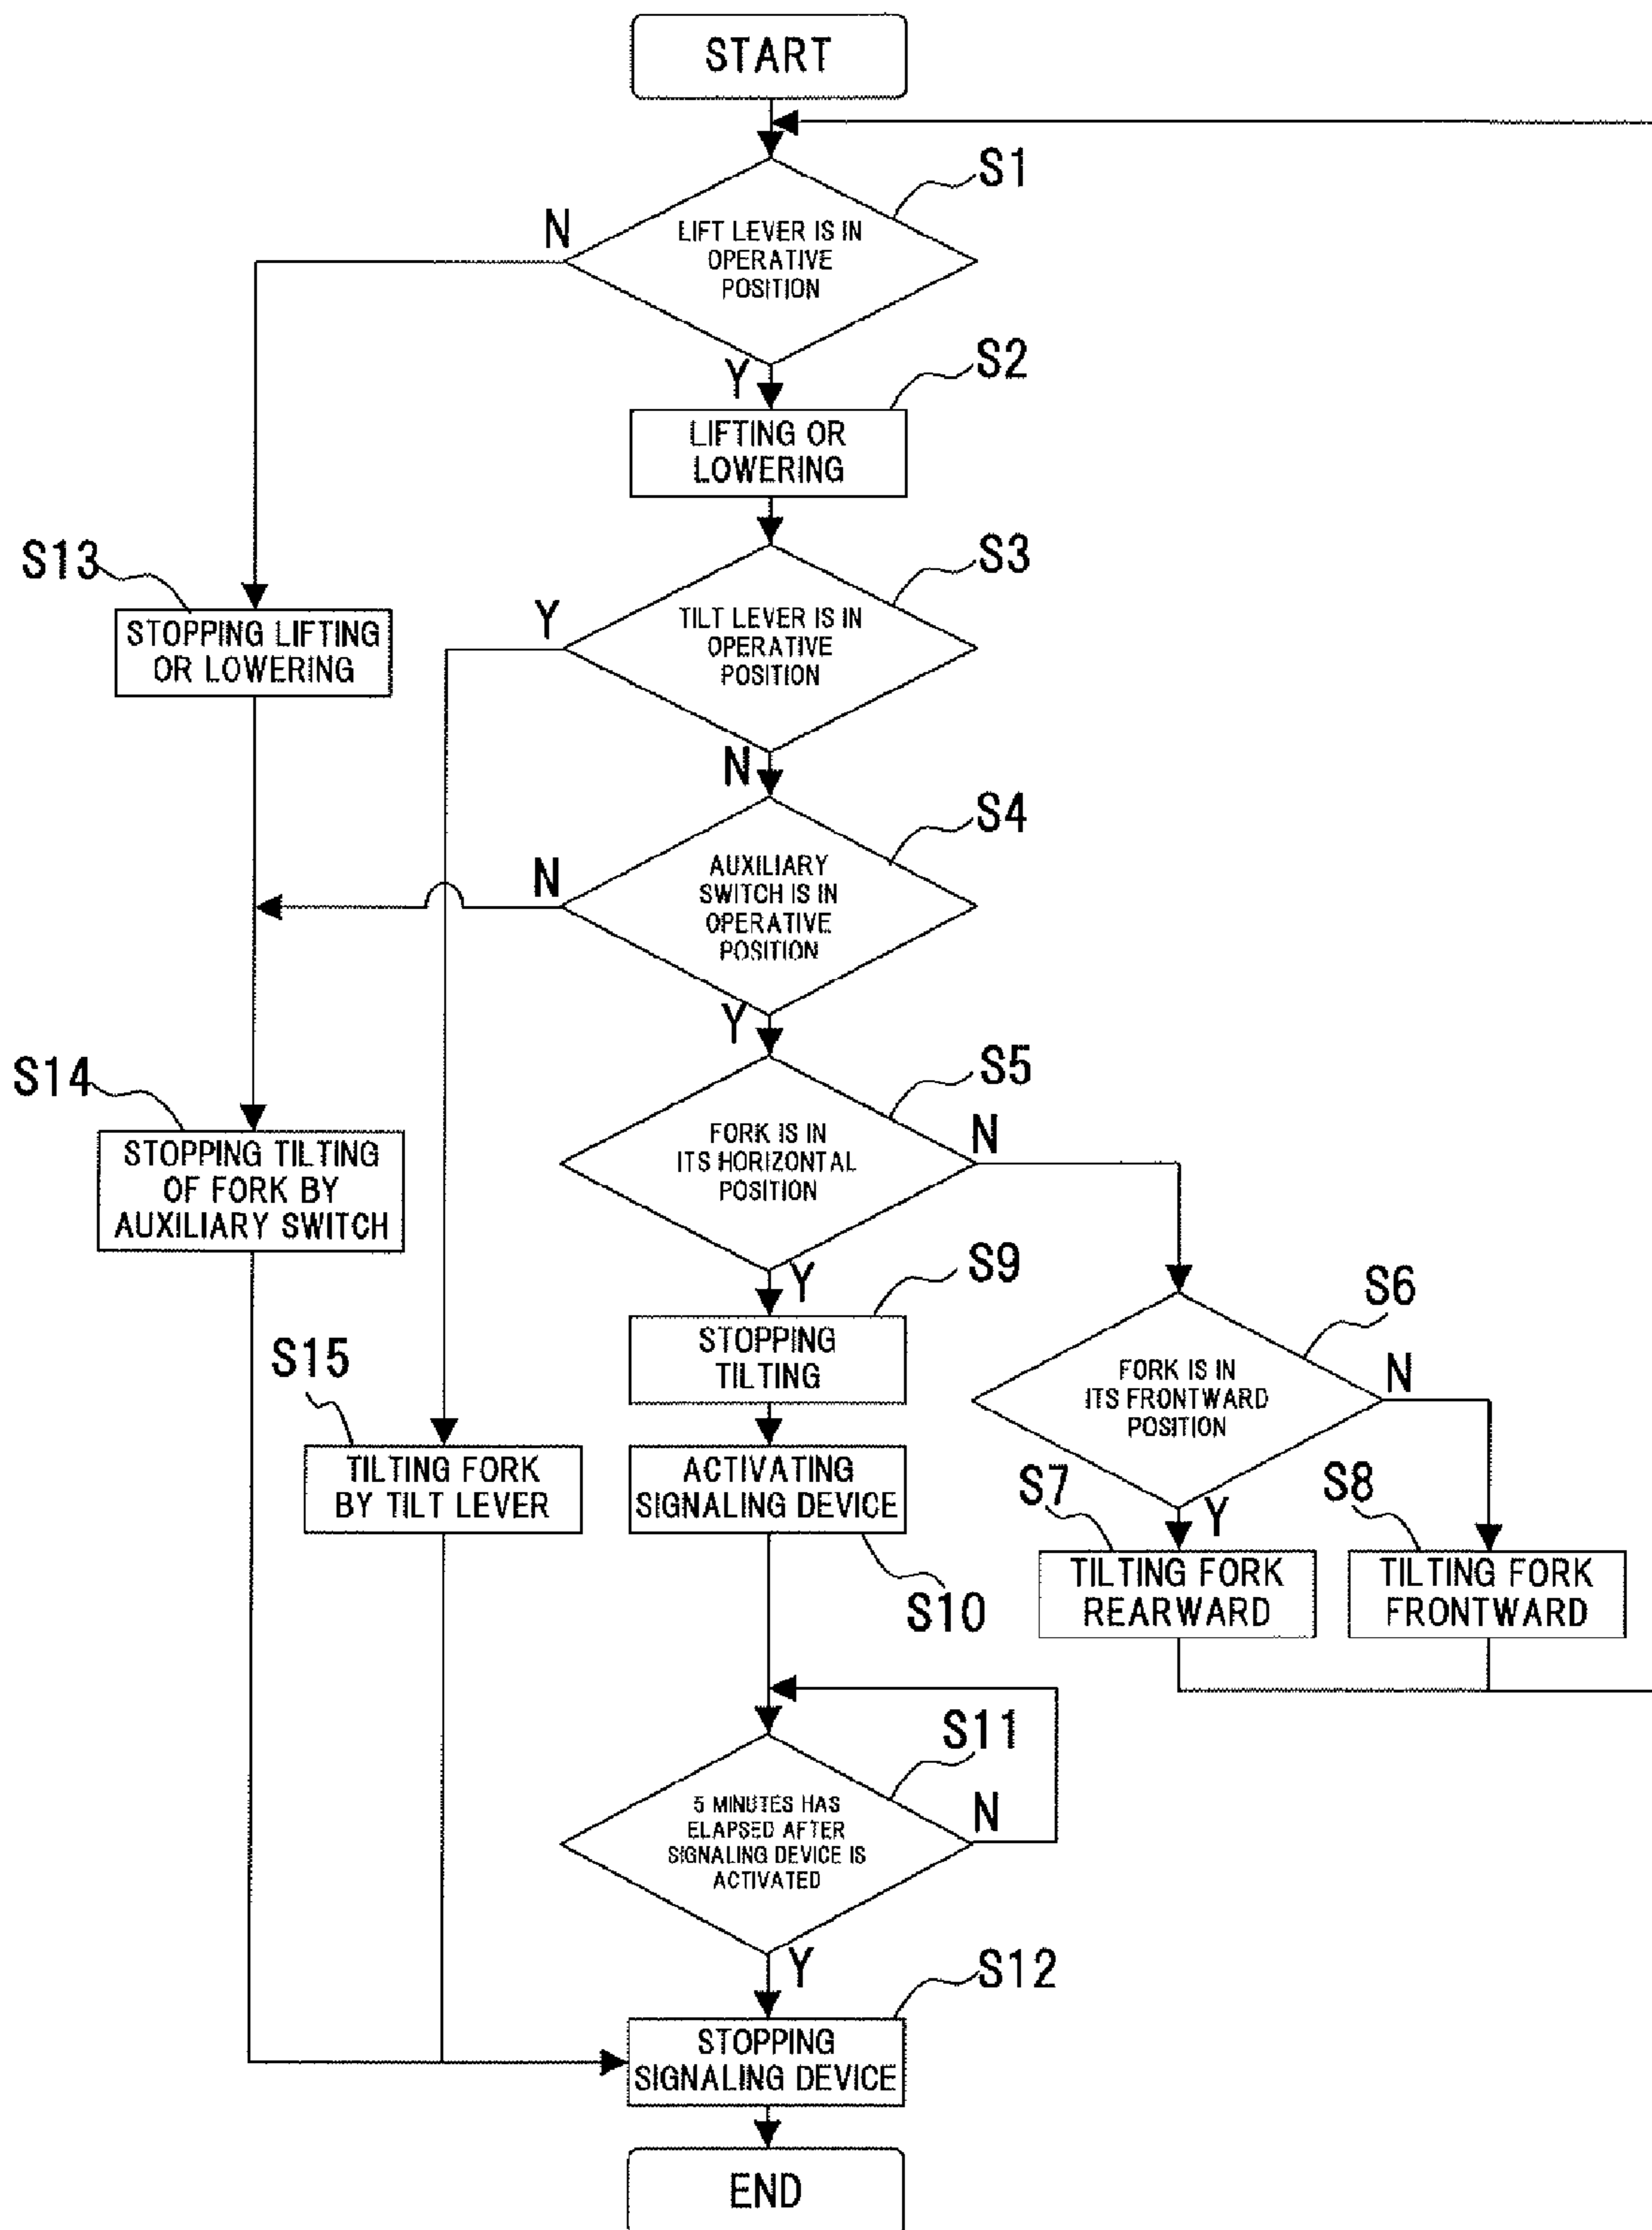 START
S1
N
LIFT LEVER IS IN
OPERATIVE
POSITION
Y
S2
LIFTING OR
LOWERING
S13
STOPPING LIFTING
OR LOWERING
S3
Y
TILT LEVER IS IN
OPERATIVE
POSITION
N
S4
N
AUXILIARY
SWITCH IS IN
OPERATIVE
POSITION
Y
S14
STOPPING TILTING
OF FORK BY
AUXILIARY SWITCH
S5
N
FORK IS IN
ITS HORIZONTAL
POSITION
Y
S9
STOPPING
TILTING
S6
N
FORK IS IN
ITS FRONTWARD
POSITION
Y
S15
TILTING FORK
BY TILT LEVER
ACTIVATING
SIGNALING DEVICE
S10
S7
TILTING FORK
REARWARD
S8
TILTING FORK
FRONTWARD
S11
N
5 MINUTES HAS
ELAPSED AFTER
SIGNALING DEVICE IS
ACTIVATED
Y
S12
STOPPING
SIGNALING DEVICE
END